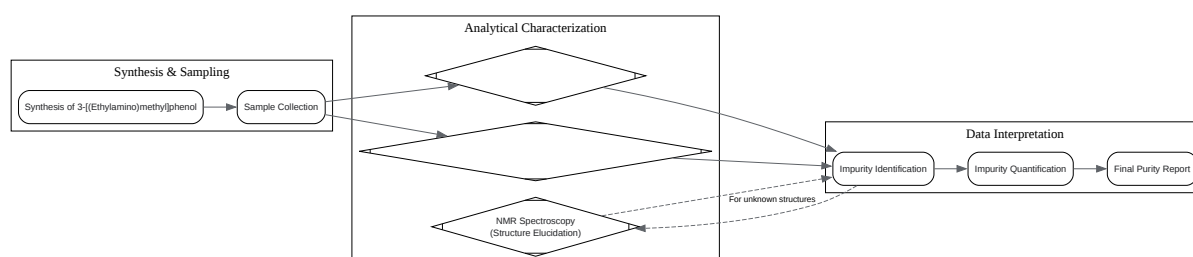 Analytical Characterization
Synthesis & Sampling
Synthesis of 3-[(Ethylamino)methyl]phenol
Sample Collection
Data Interpretation
Impurity Identification
Impurity Quantification
Final Purity Report
For unknown structures
NMR Spectroscopy
(Structure Elucidation)